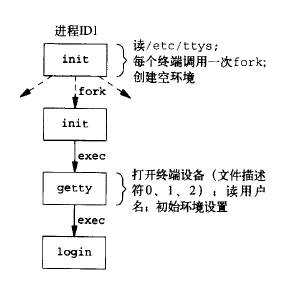 进程ID1
init
读/etc/ttys;
每个终端调用一次fork;
创建空环境
fork
init
exec
getty
打开终端设备（文件描述
符0、1、2）；读用户
名；初始环境设置
exec
login